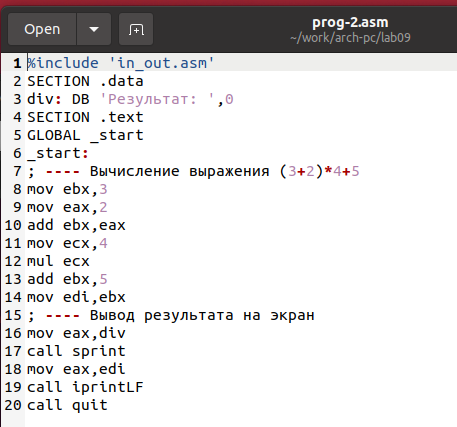 Open
prog-2.asm
~/work/arch-pc/lab09
1 %include 'in_out.asm'
2 SECTION .data
3 div: DB 'Результат: ',0
4 SECTION .text
5 GLOBAL _start
6 _start:
7 ; ---- Вычисление выражения (3+2)*4+5
8 mov ebx,3
9 mov eax,2
10 add ebx,eax
11 mov ecx,4
12 mul ecx
13 add ebx,5
14 mov edi,ebx
15 ; ---- Вывод результата на экран
16 mov eax,div
17 call sprint
18 mov eax,edi
19 call iprintLF
20 call quit